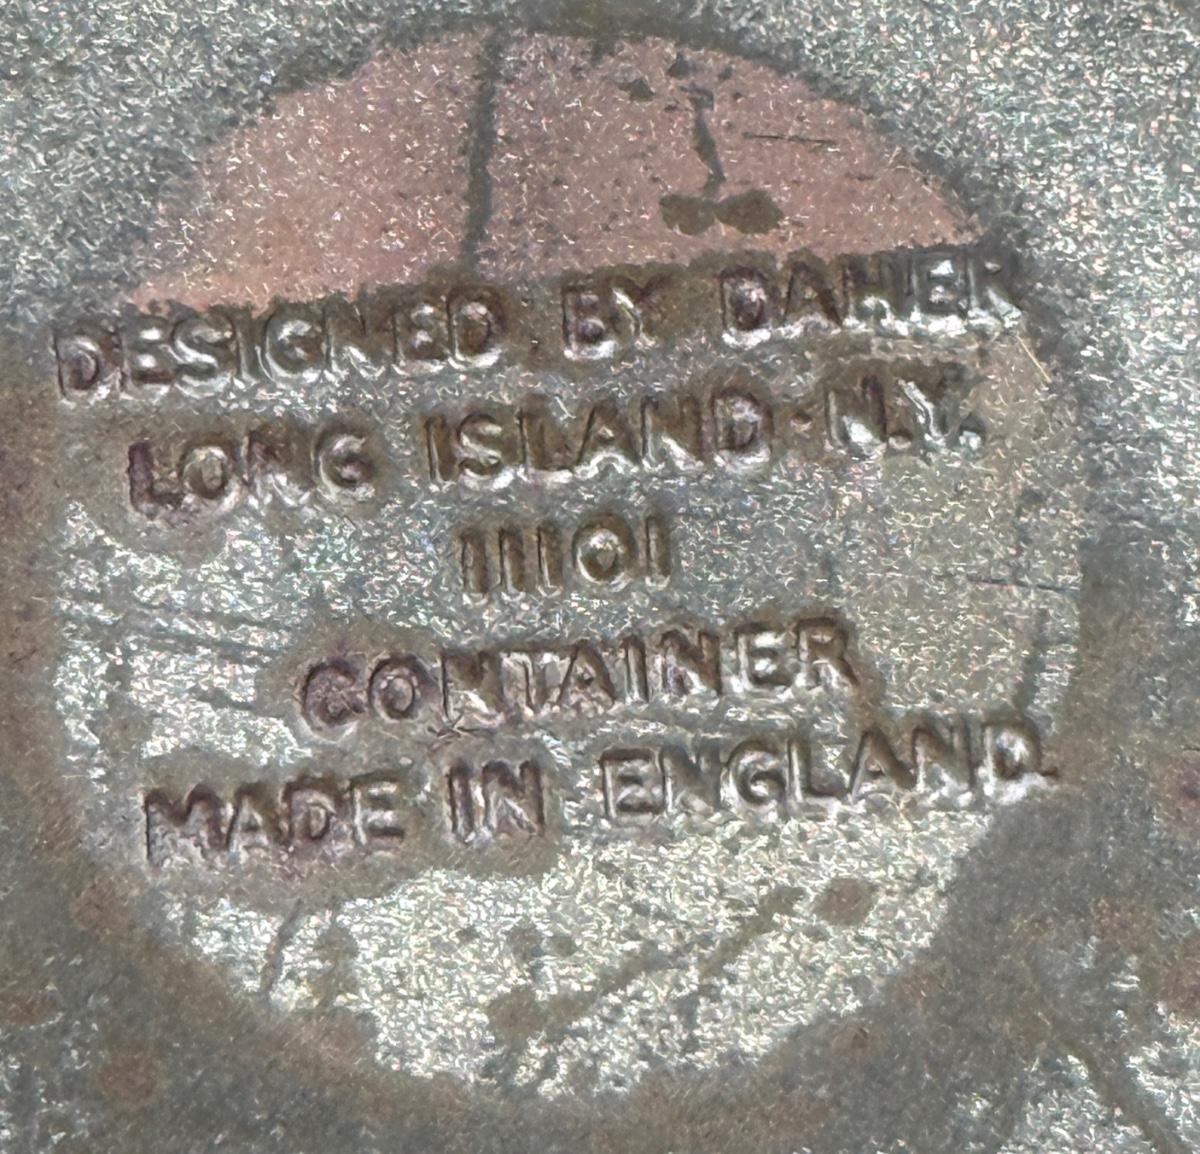 DESIGNED BY DAHER
LONG ISLAND·N.Y.
11101
CONTAINER
MADE IN ENGLAND.